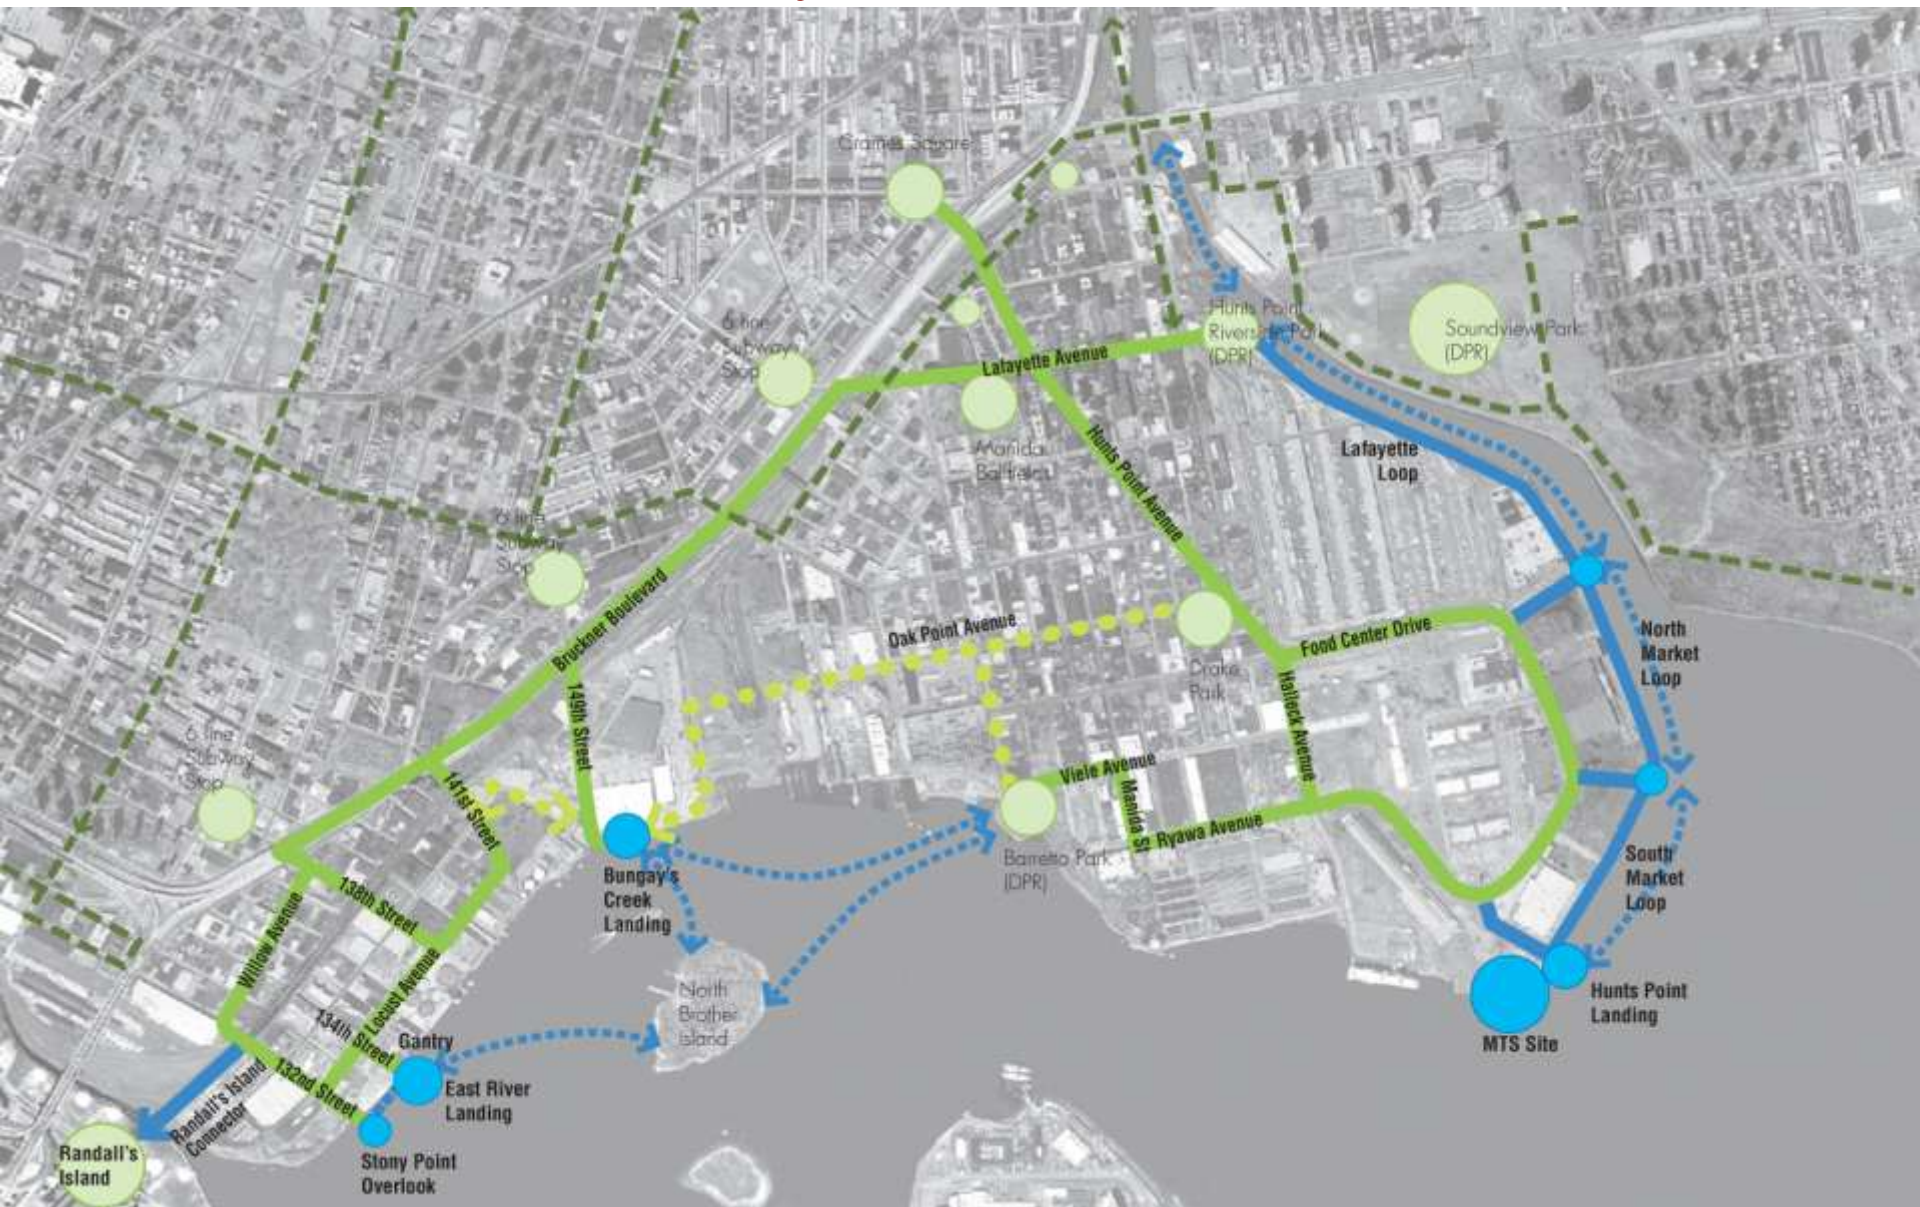 Crames Square
6 line
Subway
Stop
Hunts Point
Riverside Park
(DPR)
Soundview Park
(DPR)
Lafayette Avenue
Manida
Ballfields
Hunts Point Avenue
Lafayette
Loop
6 line
Subway
Stop
Bruckner Boulevard
Oak Point Avenue
Drake
Park
Food Center Drive
North
Market
Loop
149th Street
Halleck Avenue
6 line
Subway
Stop
141st Street
Viele Avenue
Manida St
Ryawa Avenue
Barretto Park
(DPR)
South
Market
Loop
Bungay's
Creek
Landing
138th Street
Willow Avenue
Locust Avenue
North
Brother
Island
Hunts Point
Landing
MTS Site
134th Street
Gantry
132nd Street
East River
Landing
Randall's Island
Connector
Randall's
Island
Stony Point
Overlook